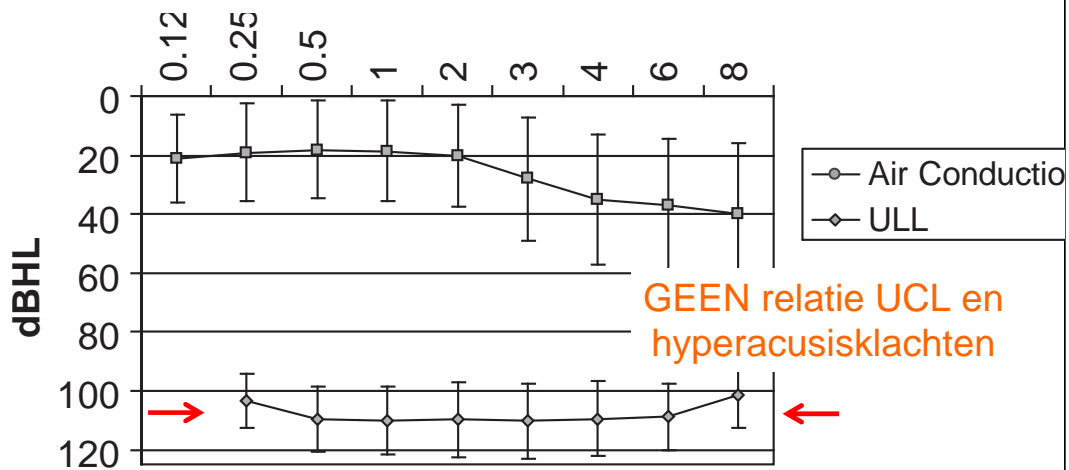 0.12 0.25 0.5 1 2 3 4 6 8
0
20
40
60
80
100
120
dBHL
Air Conductio
ULL
GEEN relatie UCL en
hyperacusisklachten